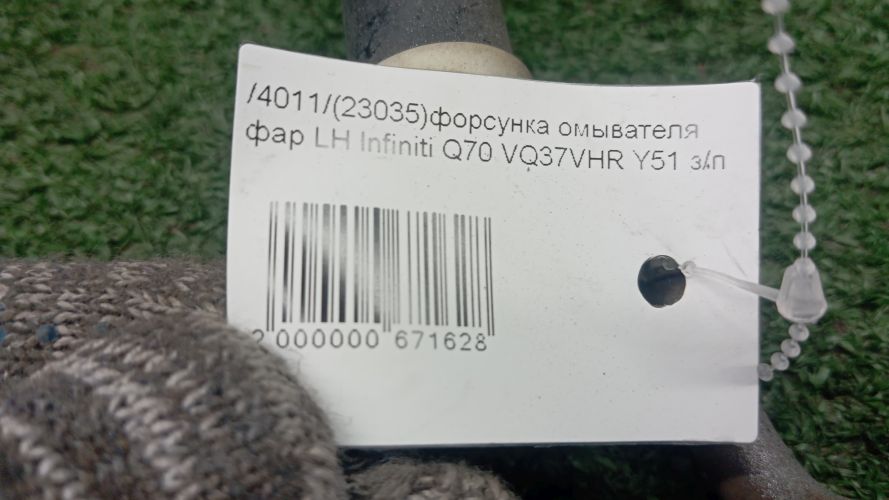 /4011/(23035)форсунка омывателя
фар LH Infiniti Q70 VQ37VHR Y51 з/п
2 000000 671628